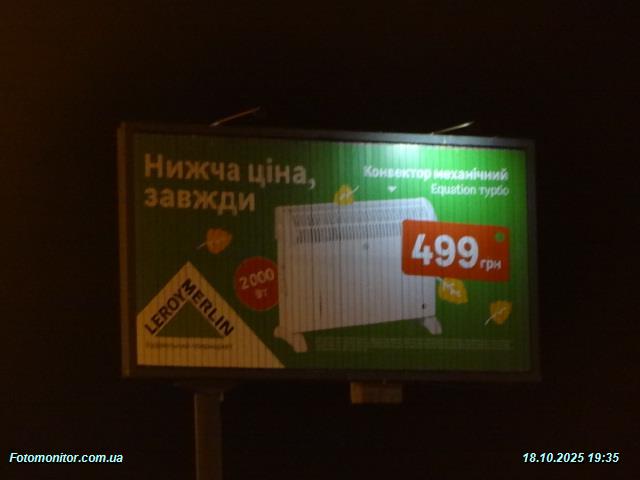 Нижча ціна,
завжди
Конвектор механічний
Equation турбо
499 грн
2000
Вт
LEROY MERLIN
Fotomonitor.com.ua
18.10.2025 19:35